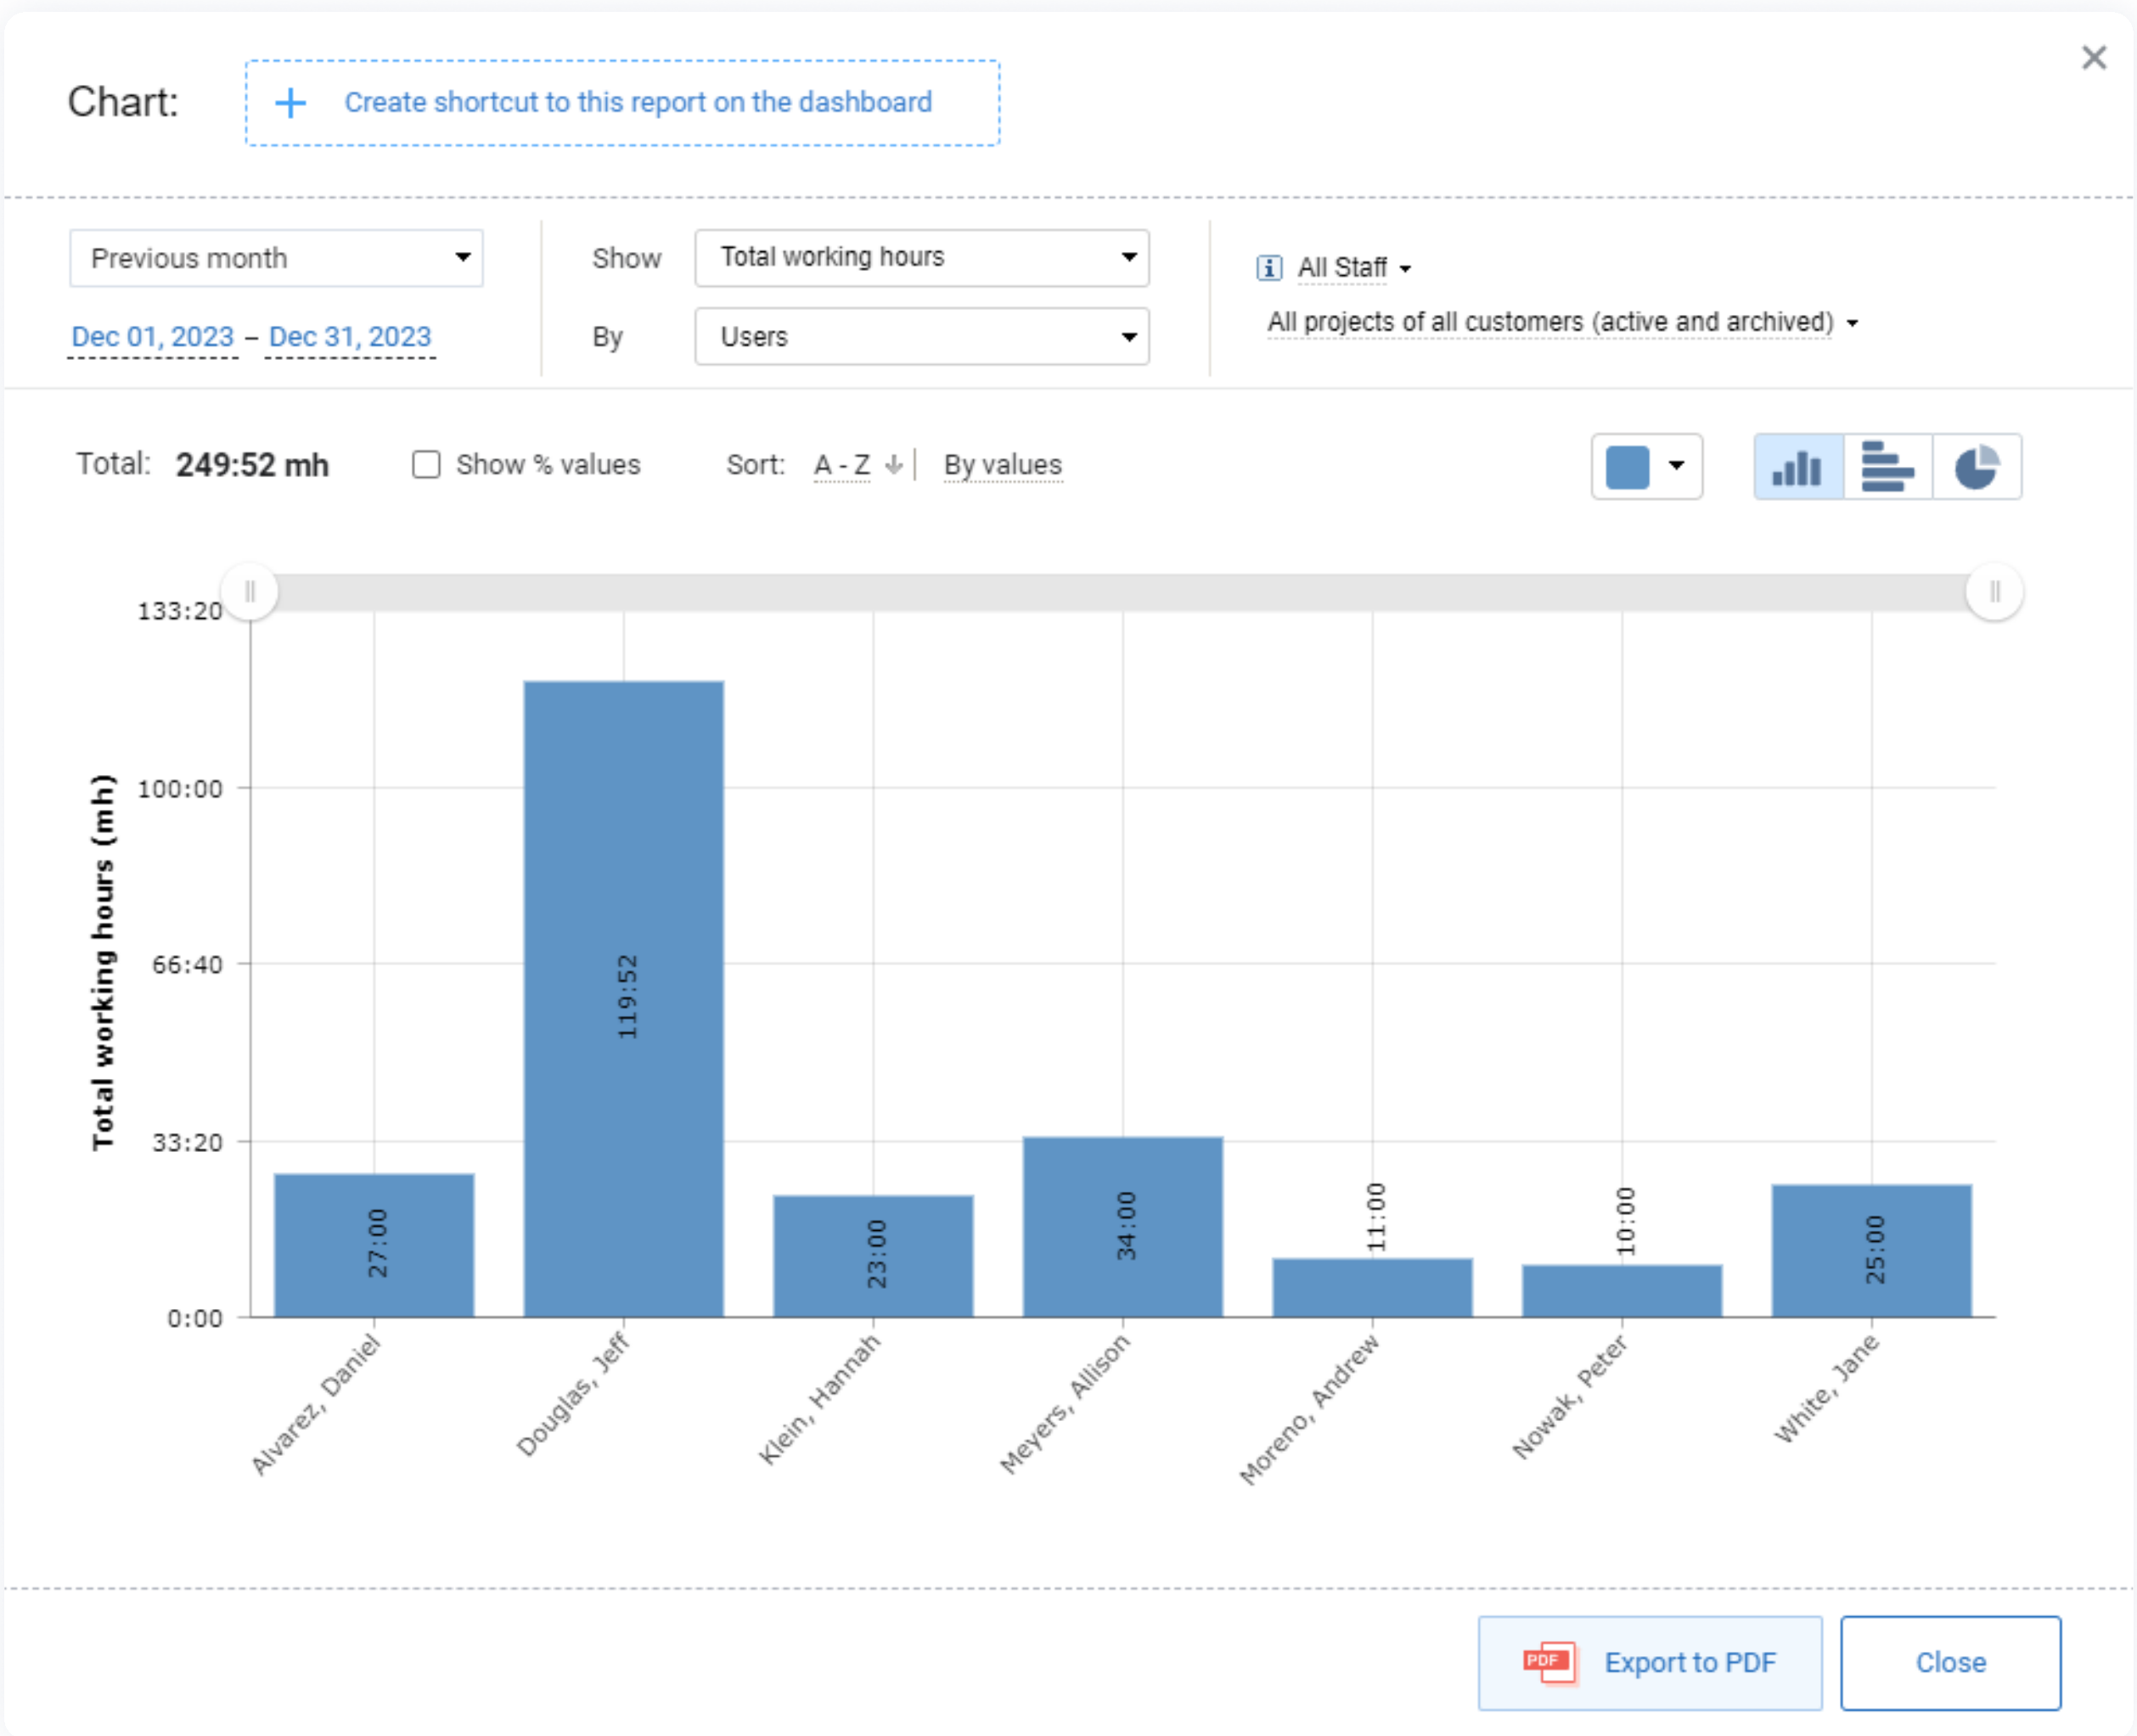 Chart:
+ Create shortcut to this report on the dashboard
Previous month
Dec 01, 2023 – Dec 31, 2023
Show Total working hours
By Users
All Staff
All projects of all customers (active and archived)
Total: 249:52 mh
Show % values
Sort: A - Z By values
Total working hours (mh)
133:20
100:00
66:40
33:20
0:00
27:00
119:52
23:00
34:00
11:00
10:00
25:00
Alvarez, Daniel
Douglas, Jeff
Klein, Hannah
Meyers, Allison
Moreno, Andrew
Nowak, Peter
White, Jane
PDF Export to PDF
Close